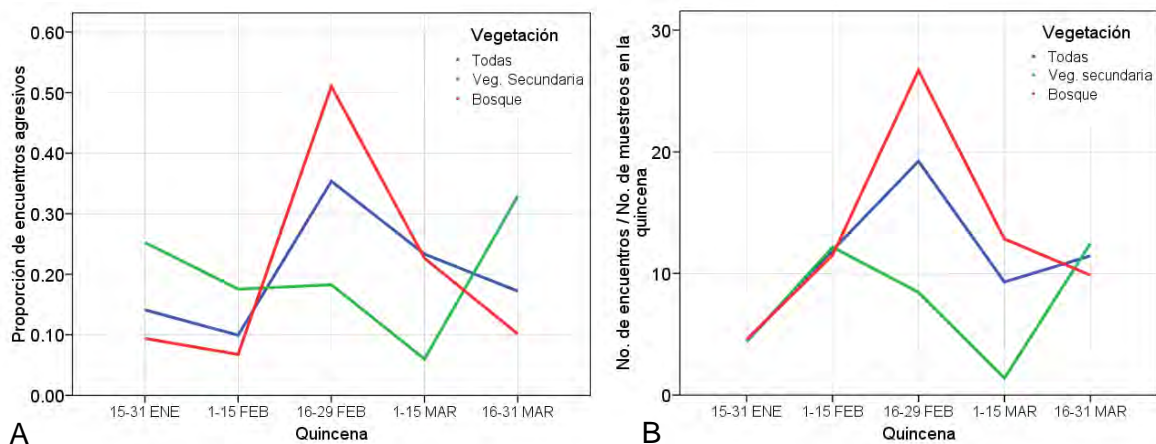 0.60
0.50
0.40
0.30
0.20
0.10
0.00
Proporción de encuentros agresivos
Vegetación
Todas
Veg. Secundaria
Bosque
15-31 ENE
1-15 FEB
16-29 FEB
1-15 MAR
16-31 MAR
Quincena
A
30
20
10
0
No. de encuentros / No. de muestreos en la
quincena
Vegetación
Todas
Veg. secundaria
Bosque
15-31 ENE
1-15 FEB
16-29 FEB
1-15 MAR
16-31 MAR
Quincena
B